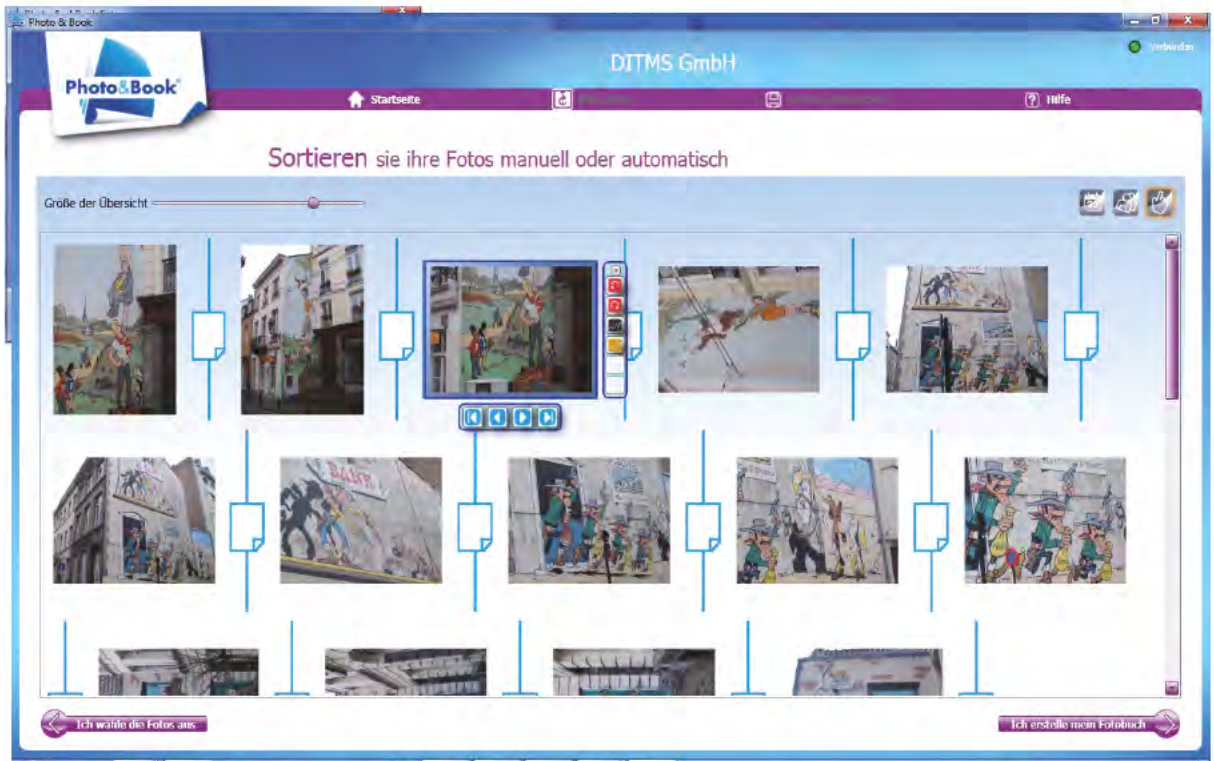 Photo & Book
DITMS GmbH
Verbunden
Photo&Book
Startseite
Hilfe
Sortieren sie ihre Fotos manuell oder automatisch
Größe der Übersicht
Ich wähle die Fotos aus
Ich erstelle mein Fotobuch